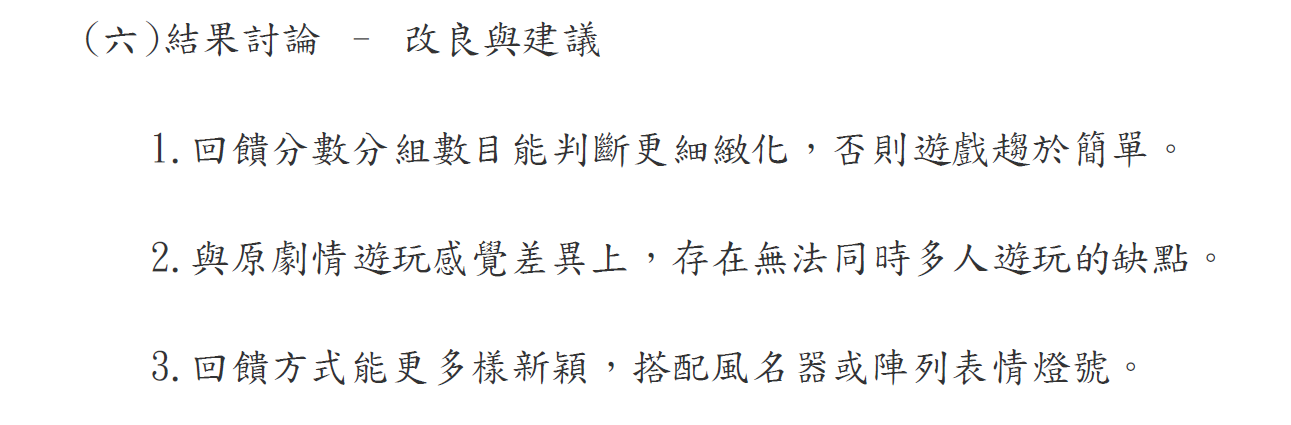 (六)結果討論 – 改良與建議
1.回饋分數分組數目能判斷更細緻化，否則遊戲趨於簡單。
2.與原劇情遊玩感覺差異上，存在無法同時多人遊玩的缺點。
3.回饋方式能更多樣新穎，搭配風名器或陣列表情燈號。